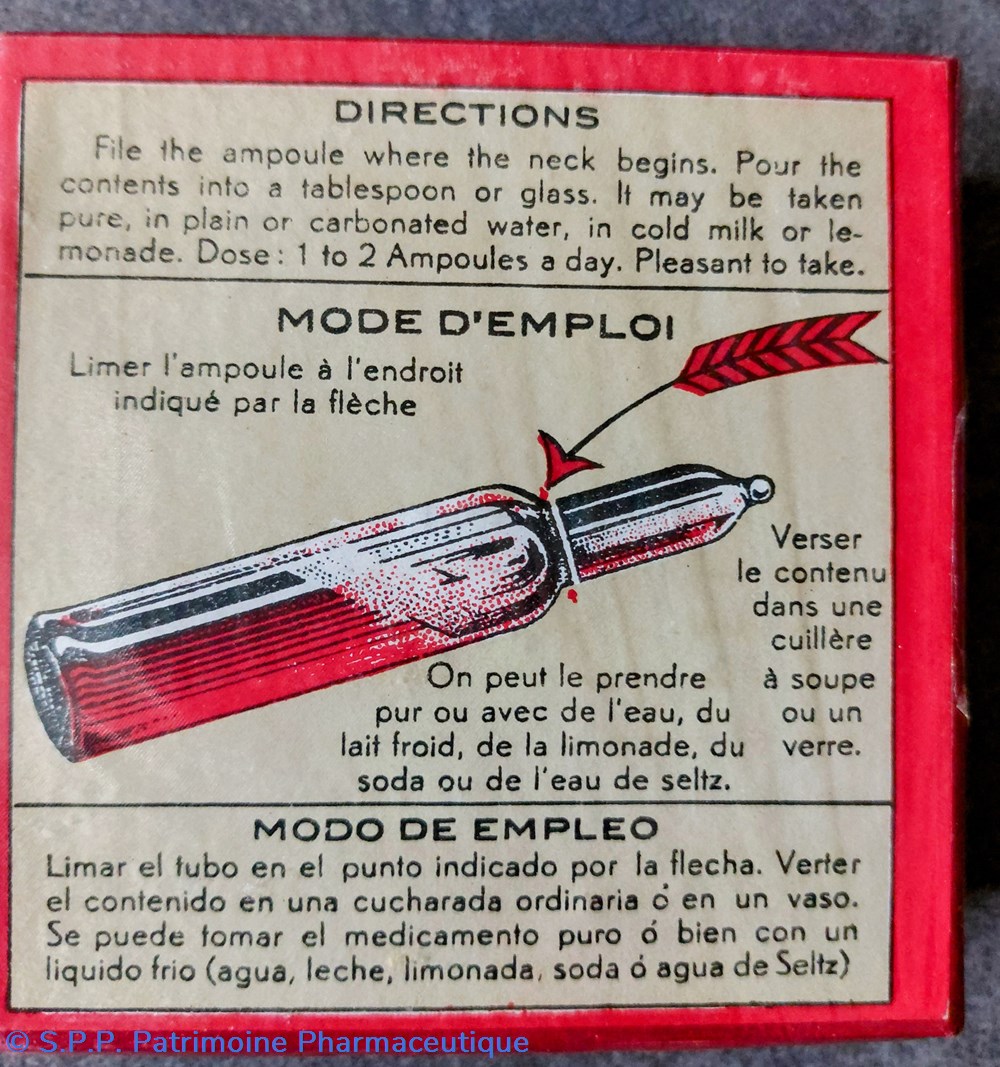 DIRECTIONS
File the ampoule where the neck begins. Pour the
contents into a tablespoon or glass. It may be taken
pure, in plain or carbonated water, in cold milk or le-
monade. Dose : 1 to 2 Ampoules a day. Pleasant to take.
MODE D'EMPLOI
Limer l'ampoule à l'endroit
indiqué par la flèche
Verser
le contenu
dans une
cuillère
à soupe
ou un
verre.
On peut le prendre
pur ou avec de l'eau, du
lait froid, de la limonade, du
soda ou de l'eau de seltz.
MODO DE EMPLEO
Limar el tubo en el punto indicado por la flecha. Verter
el contenido en una cucharada ordinaria ó en un vaso.
Se puede tomar el medicamento puro ó bien con un
liquido frio (agua, leche, limonada, soda ó agua de Seltz)
© S.P.P. Patrimoine Pharmaceutique